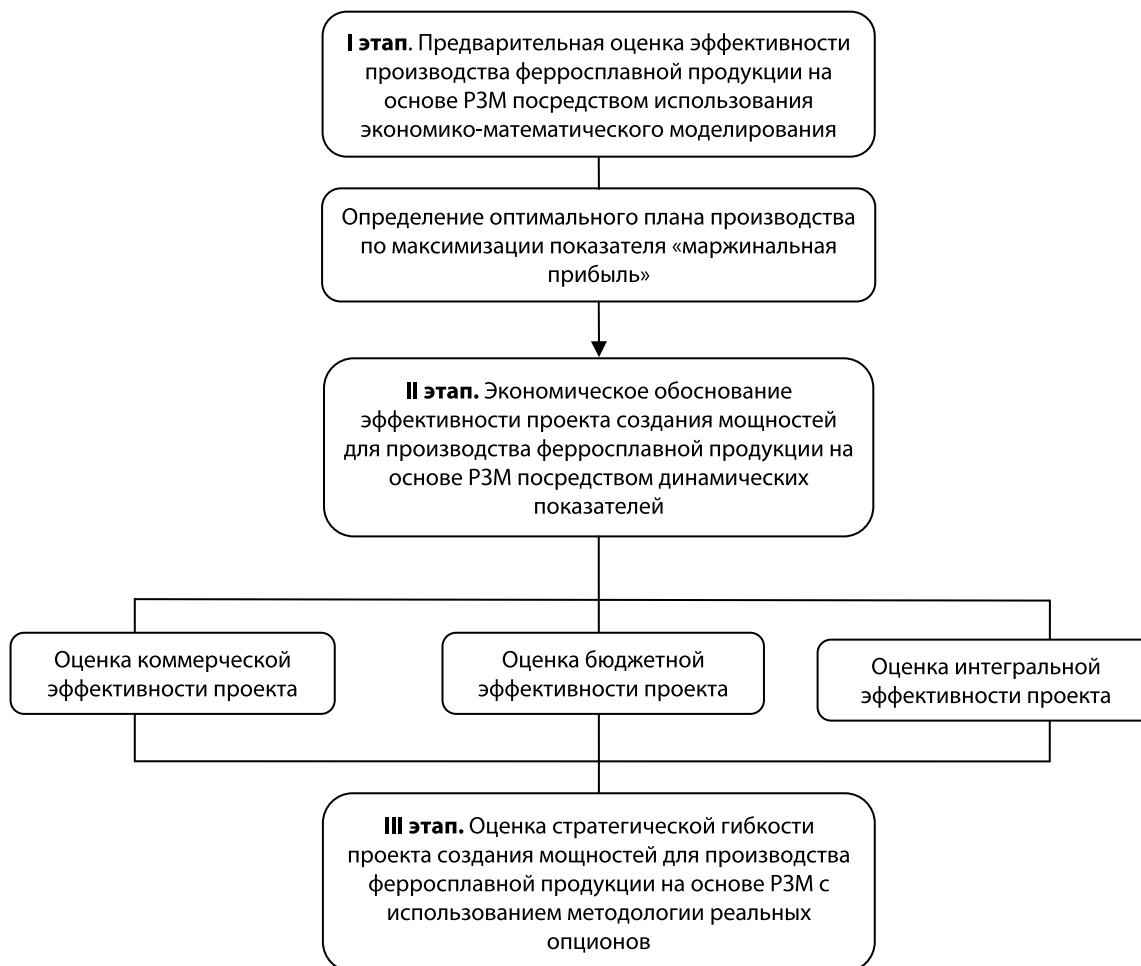 I этап. Предварительная оценка эффективности
производства ферросплавной продукции на
основе РЗМ посредством использования
экономико-математического моделирования
Определение оптимального плана производства
по максимизации показателя «маржинальная
прибыль»
II этап. Экономическое обоснование
эффективности проекта создания мощностей
для производства ферросплавной продукции на
основе РЗМ посредством динамических
показателей
Оценка коммерческой
эффективности проекта
Оценка бюджетной
эффективности проекта
Оценка интегральной
эффективности проекта
III этап. Оценка стратегической гибкости
проекта создания мощностей для производства
ферросплавной продукции на основе РЗМ с
использованием методологии реальных
опционов